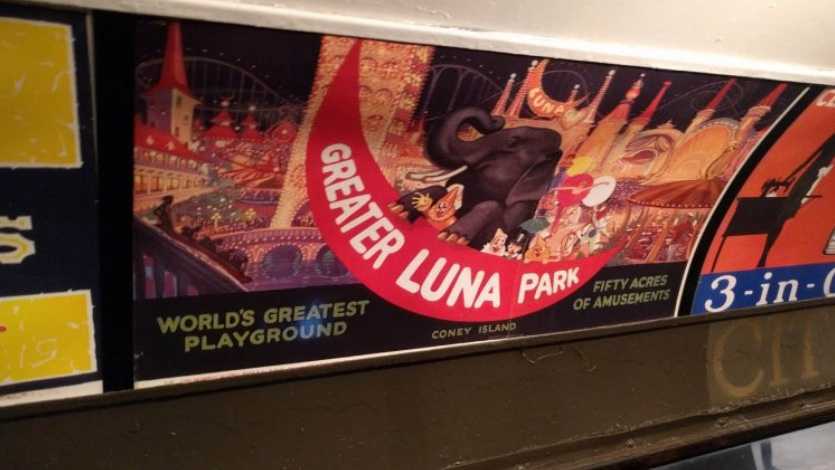 LUNA
GREATER LUNA PARK
WORLD'S GREATEST
PLAYGROUND
CONEY ISLAND
FIFTY ACRES
OF AMUSEMENTS
3-in-